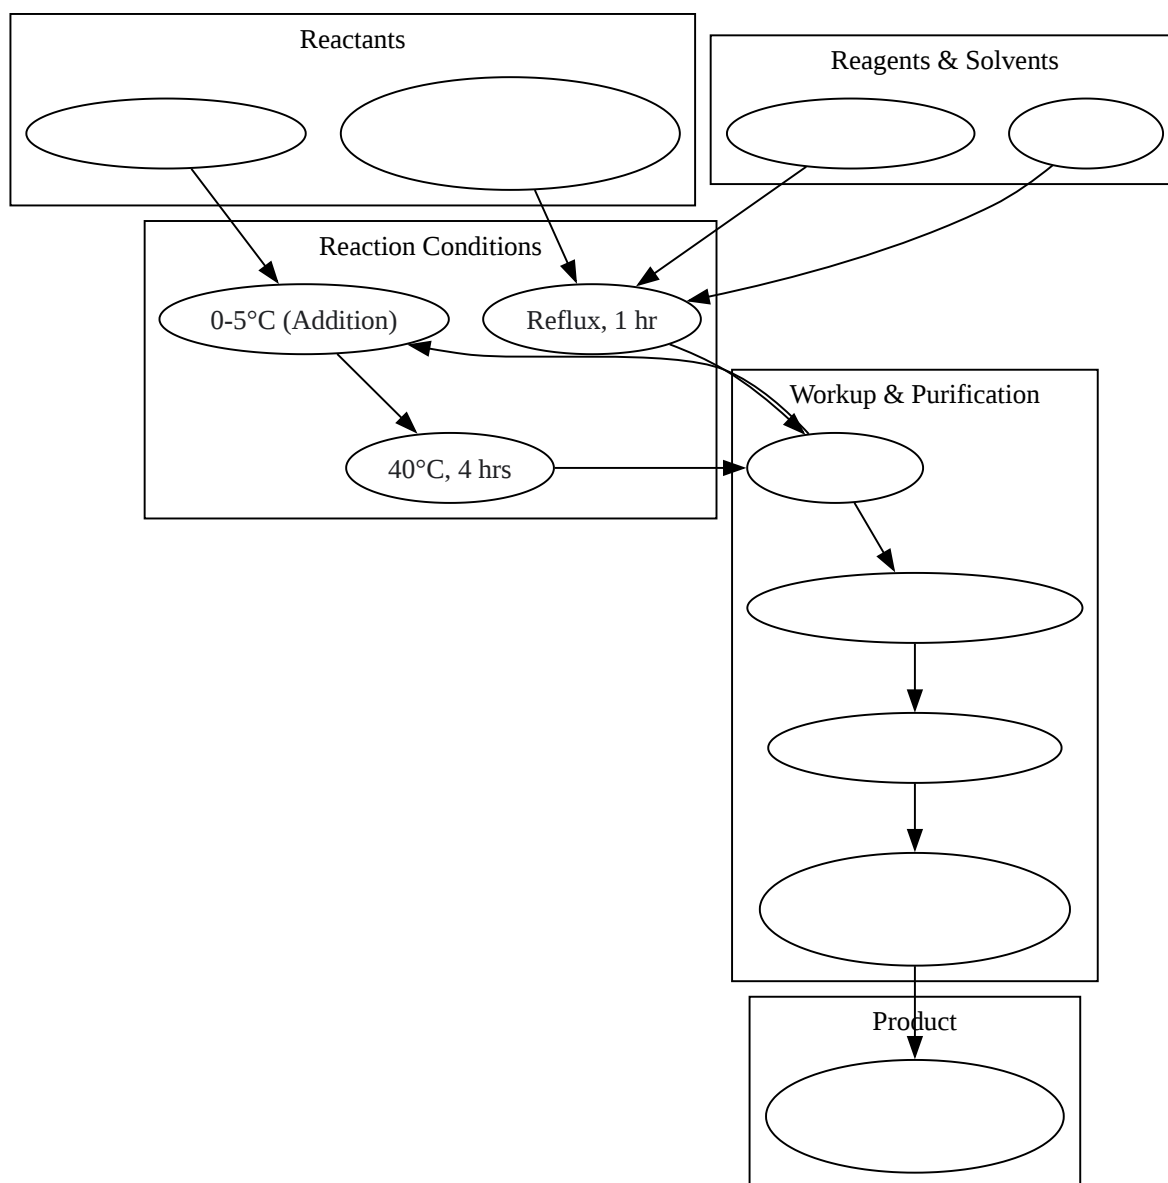 Reactants
Reagents & Solvents
Reaction Conditions
0-5°C (Addition)
Reflux, 1 hr
Workup & Purification
40°C, 4 hrs
Product